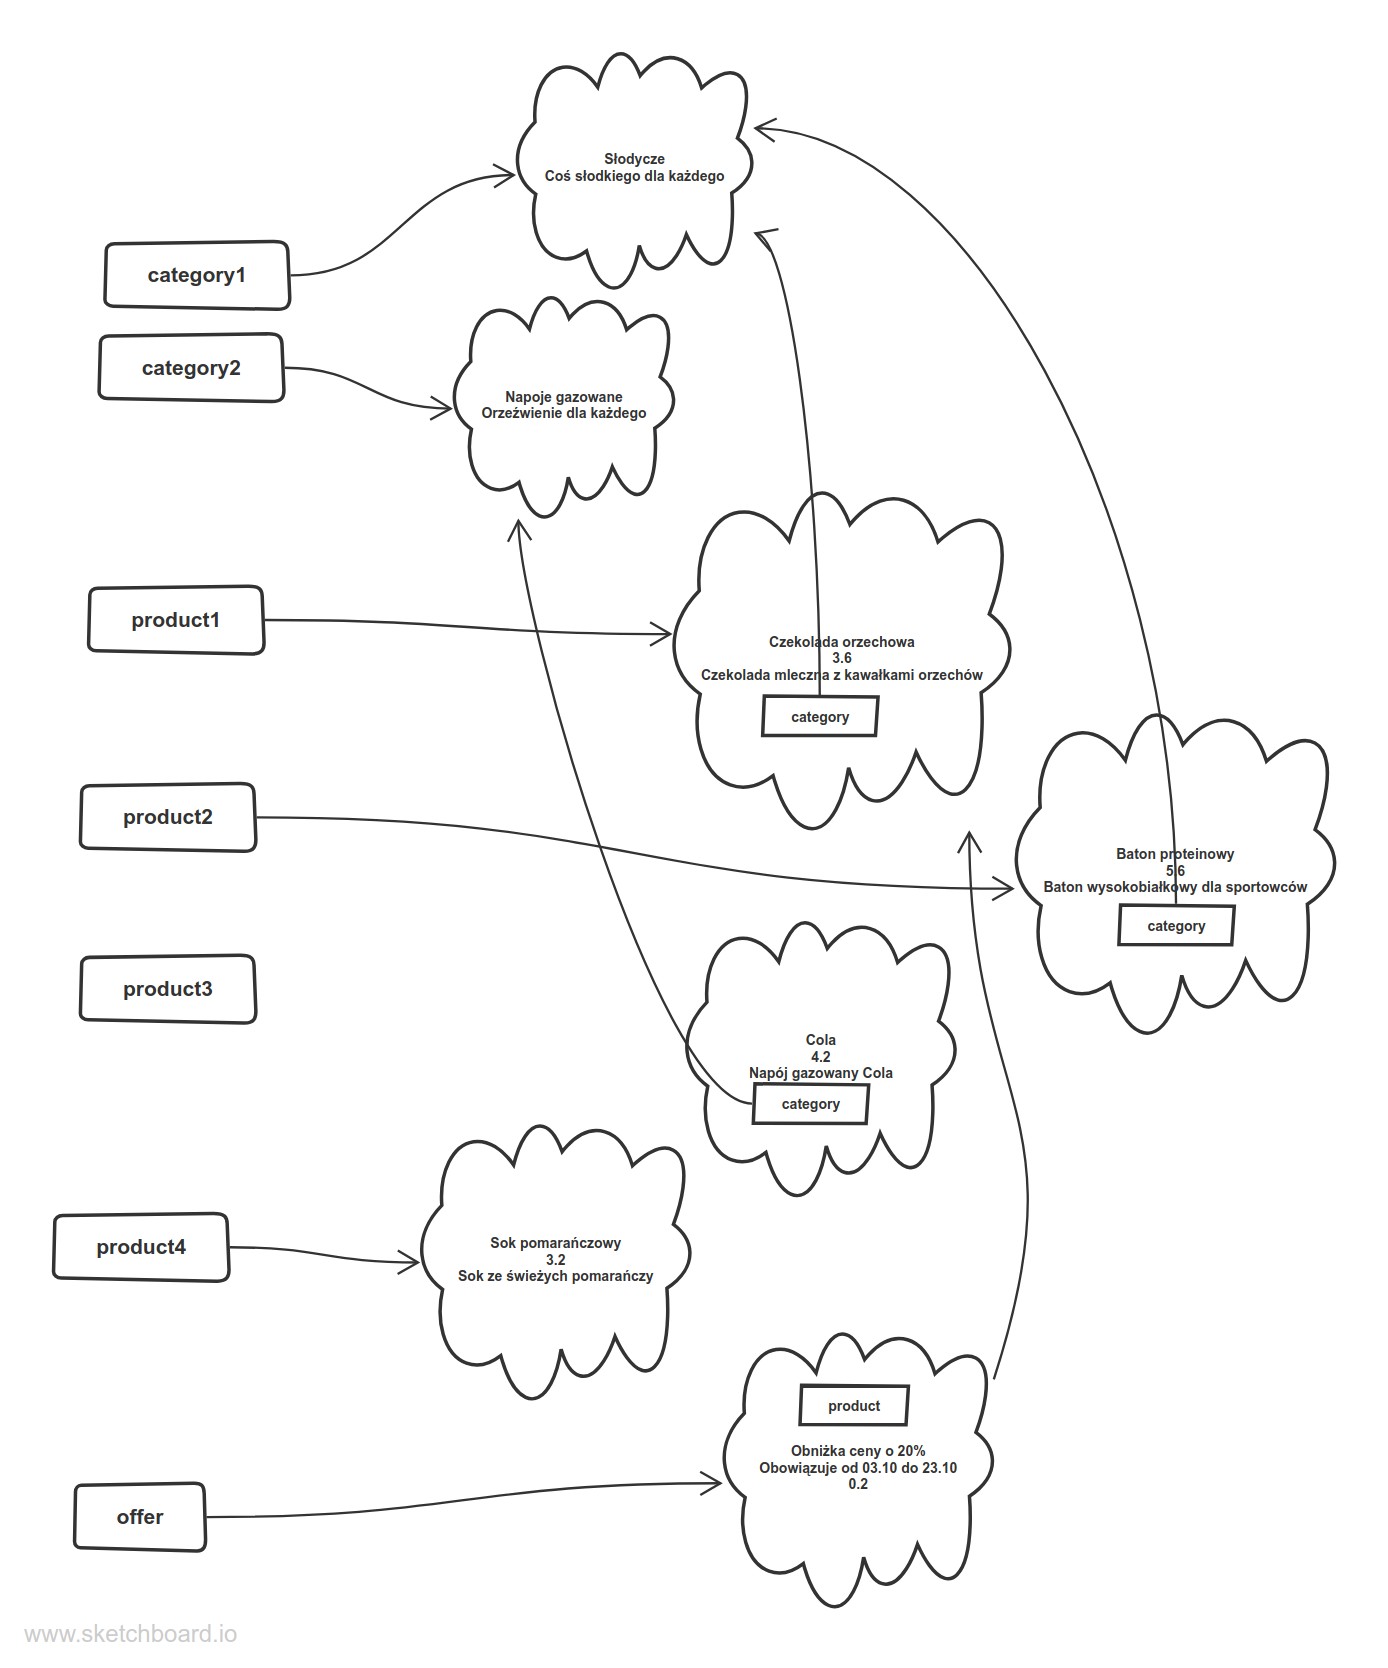 Słodycze
Coś słodkiego dla każdego
category1
category2
Napoje gazowane
Orzeźwienie dla każdego
product1
Czekolada orzechowa
3.6
Czekolada mleczna z kawałkami orzechów
category
product2
Baton proteinowy
5.6
Baton wysokobiałkowy dla sportowców
category
product3
Cola
4.2
Napój gazowany Cola
category
product4
Sok pomarańczowy
3.2
Sok ze świeżych pomarańczy
product
Obniżka ceny o 20%
Obowiązuje od 03.10 do 23.10
0.2
offer
www.sketchboard.io